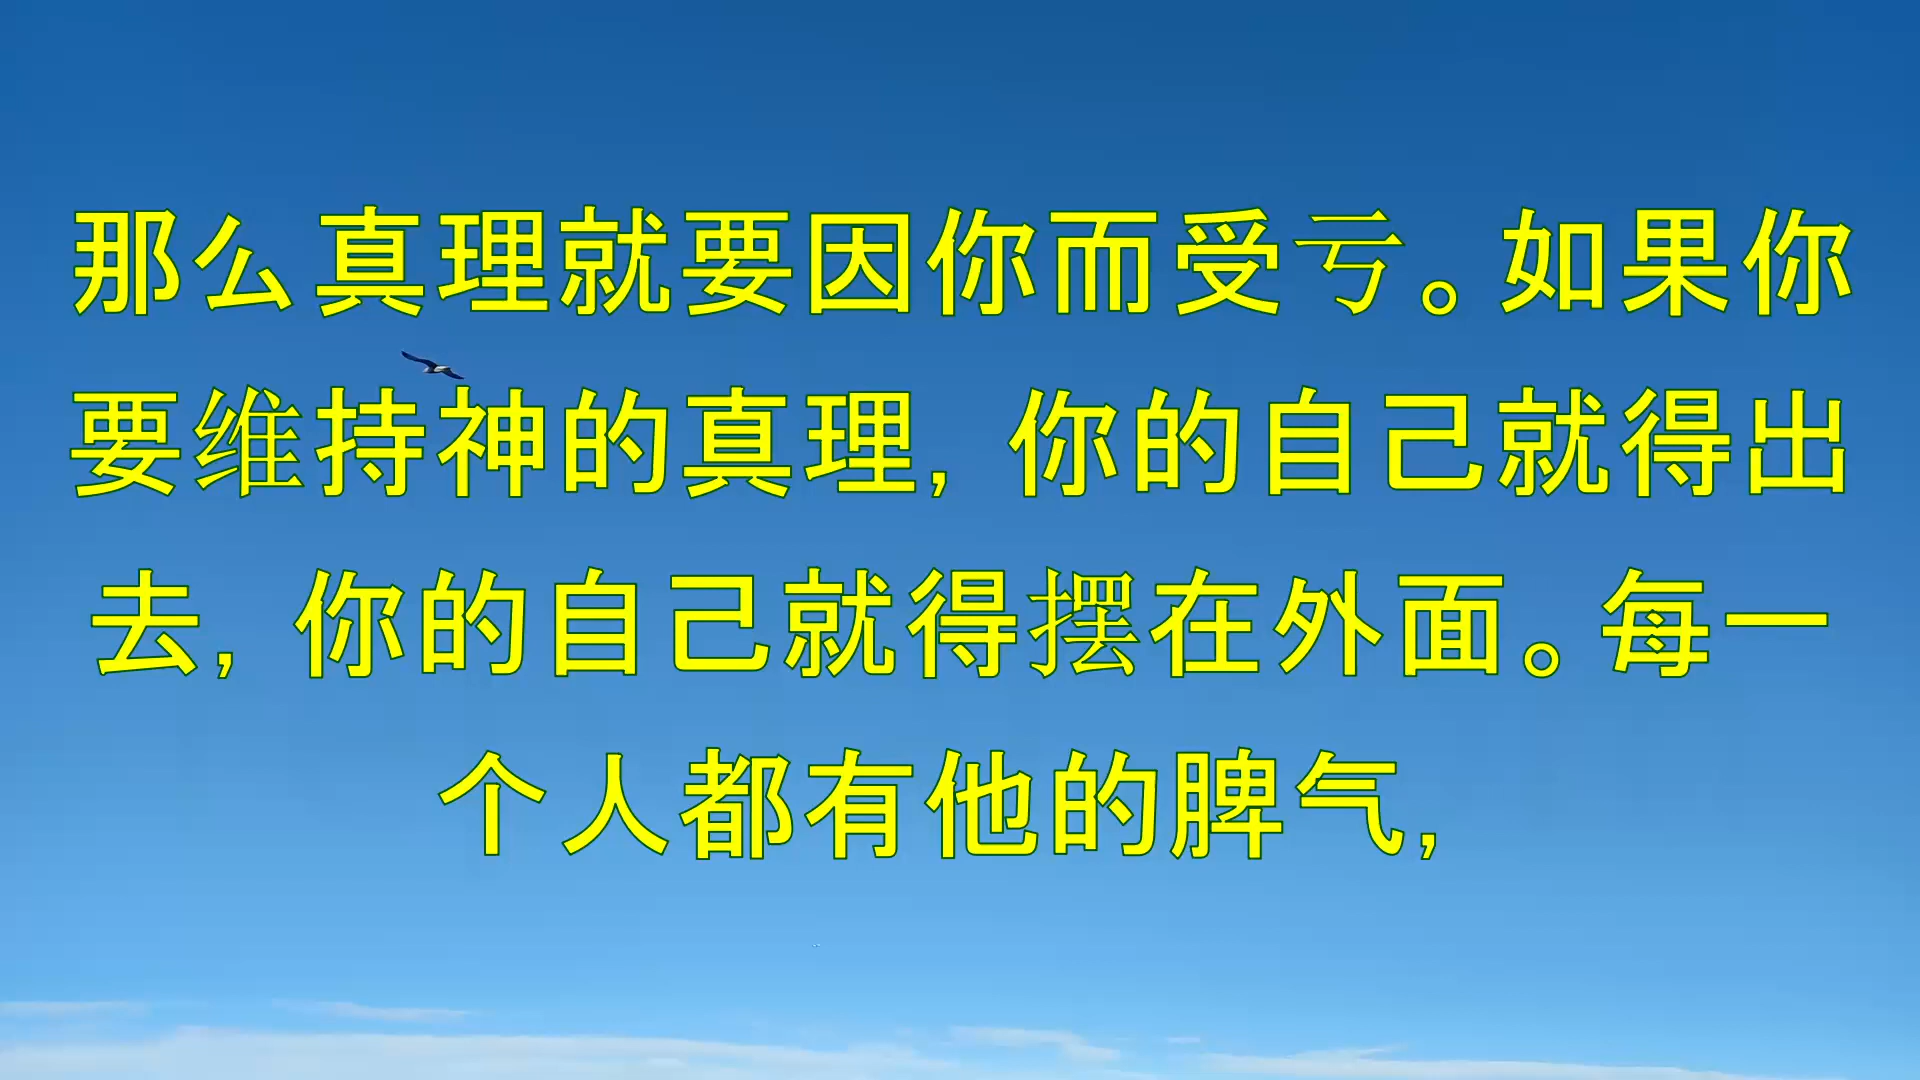 那么真理就要因你而受亏。如果你
要维持神的真理, 你的自己就得出
去, 你的自己就得摆在外面。每一
个人都有他的脾气,